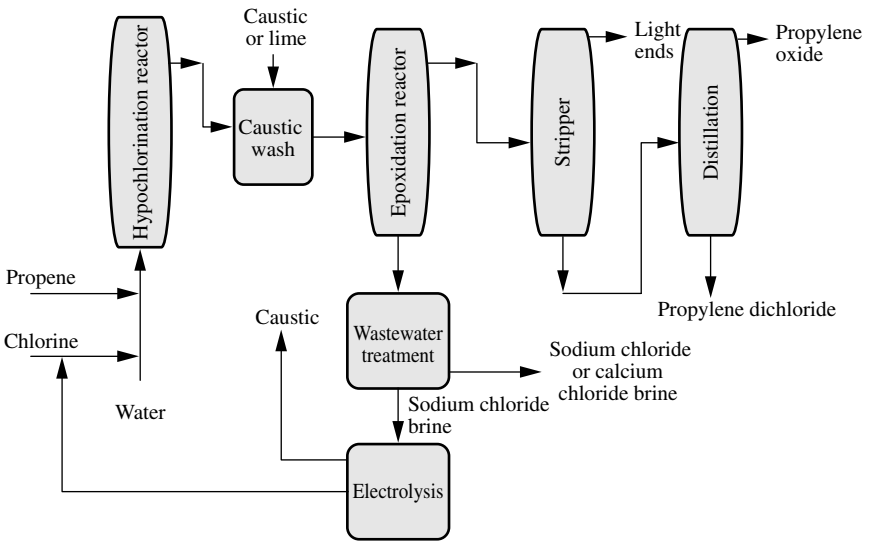 Caustic
or lime
Light
ends
Propylene
oxide
Hypochlorination reactor
Caustic
wash
Epoxidation reactor
Stripper
Distillation
Propene
Chlorine
Water
Caustic
Wastewater
treatment
Propylene dichloride
Sodium chloride
or calcium
chloride brine
Sodium chloride
brine
Electrolysis